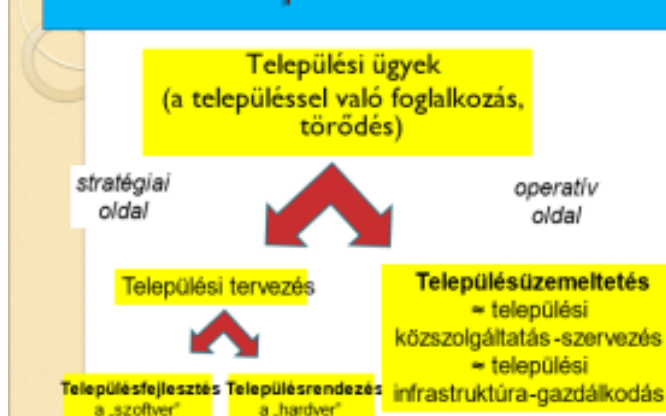 Települési ügyek
(a településsel való foglalkozás,
törődés)
stratégiai
oldal
operatív
oldal
Települési tervezés
Településüzemeltetés
≈ települési
közszolgáltatás-szervezés
≈ települési
infrastruktúra-gazdálkodás
Településfejlesztés
a „szoftver”
Településrendezés
a „hardver”